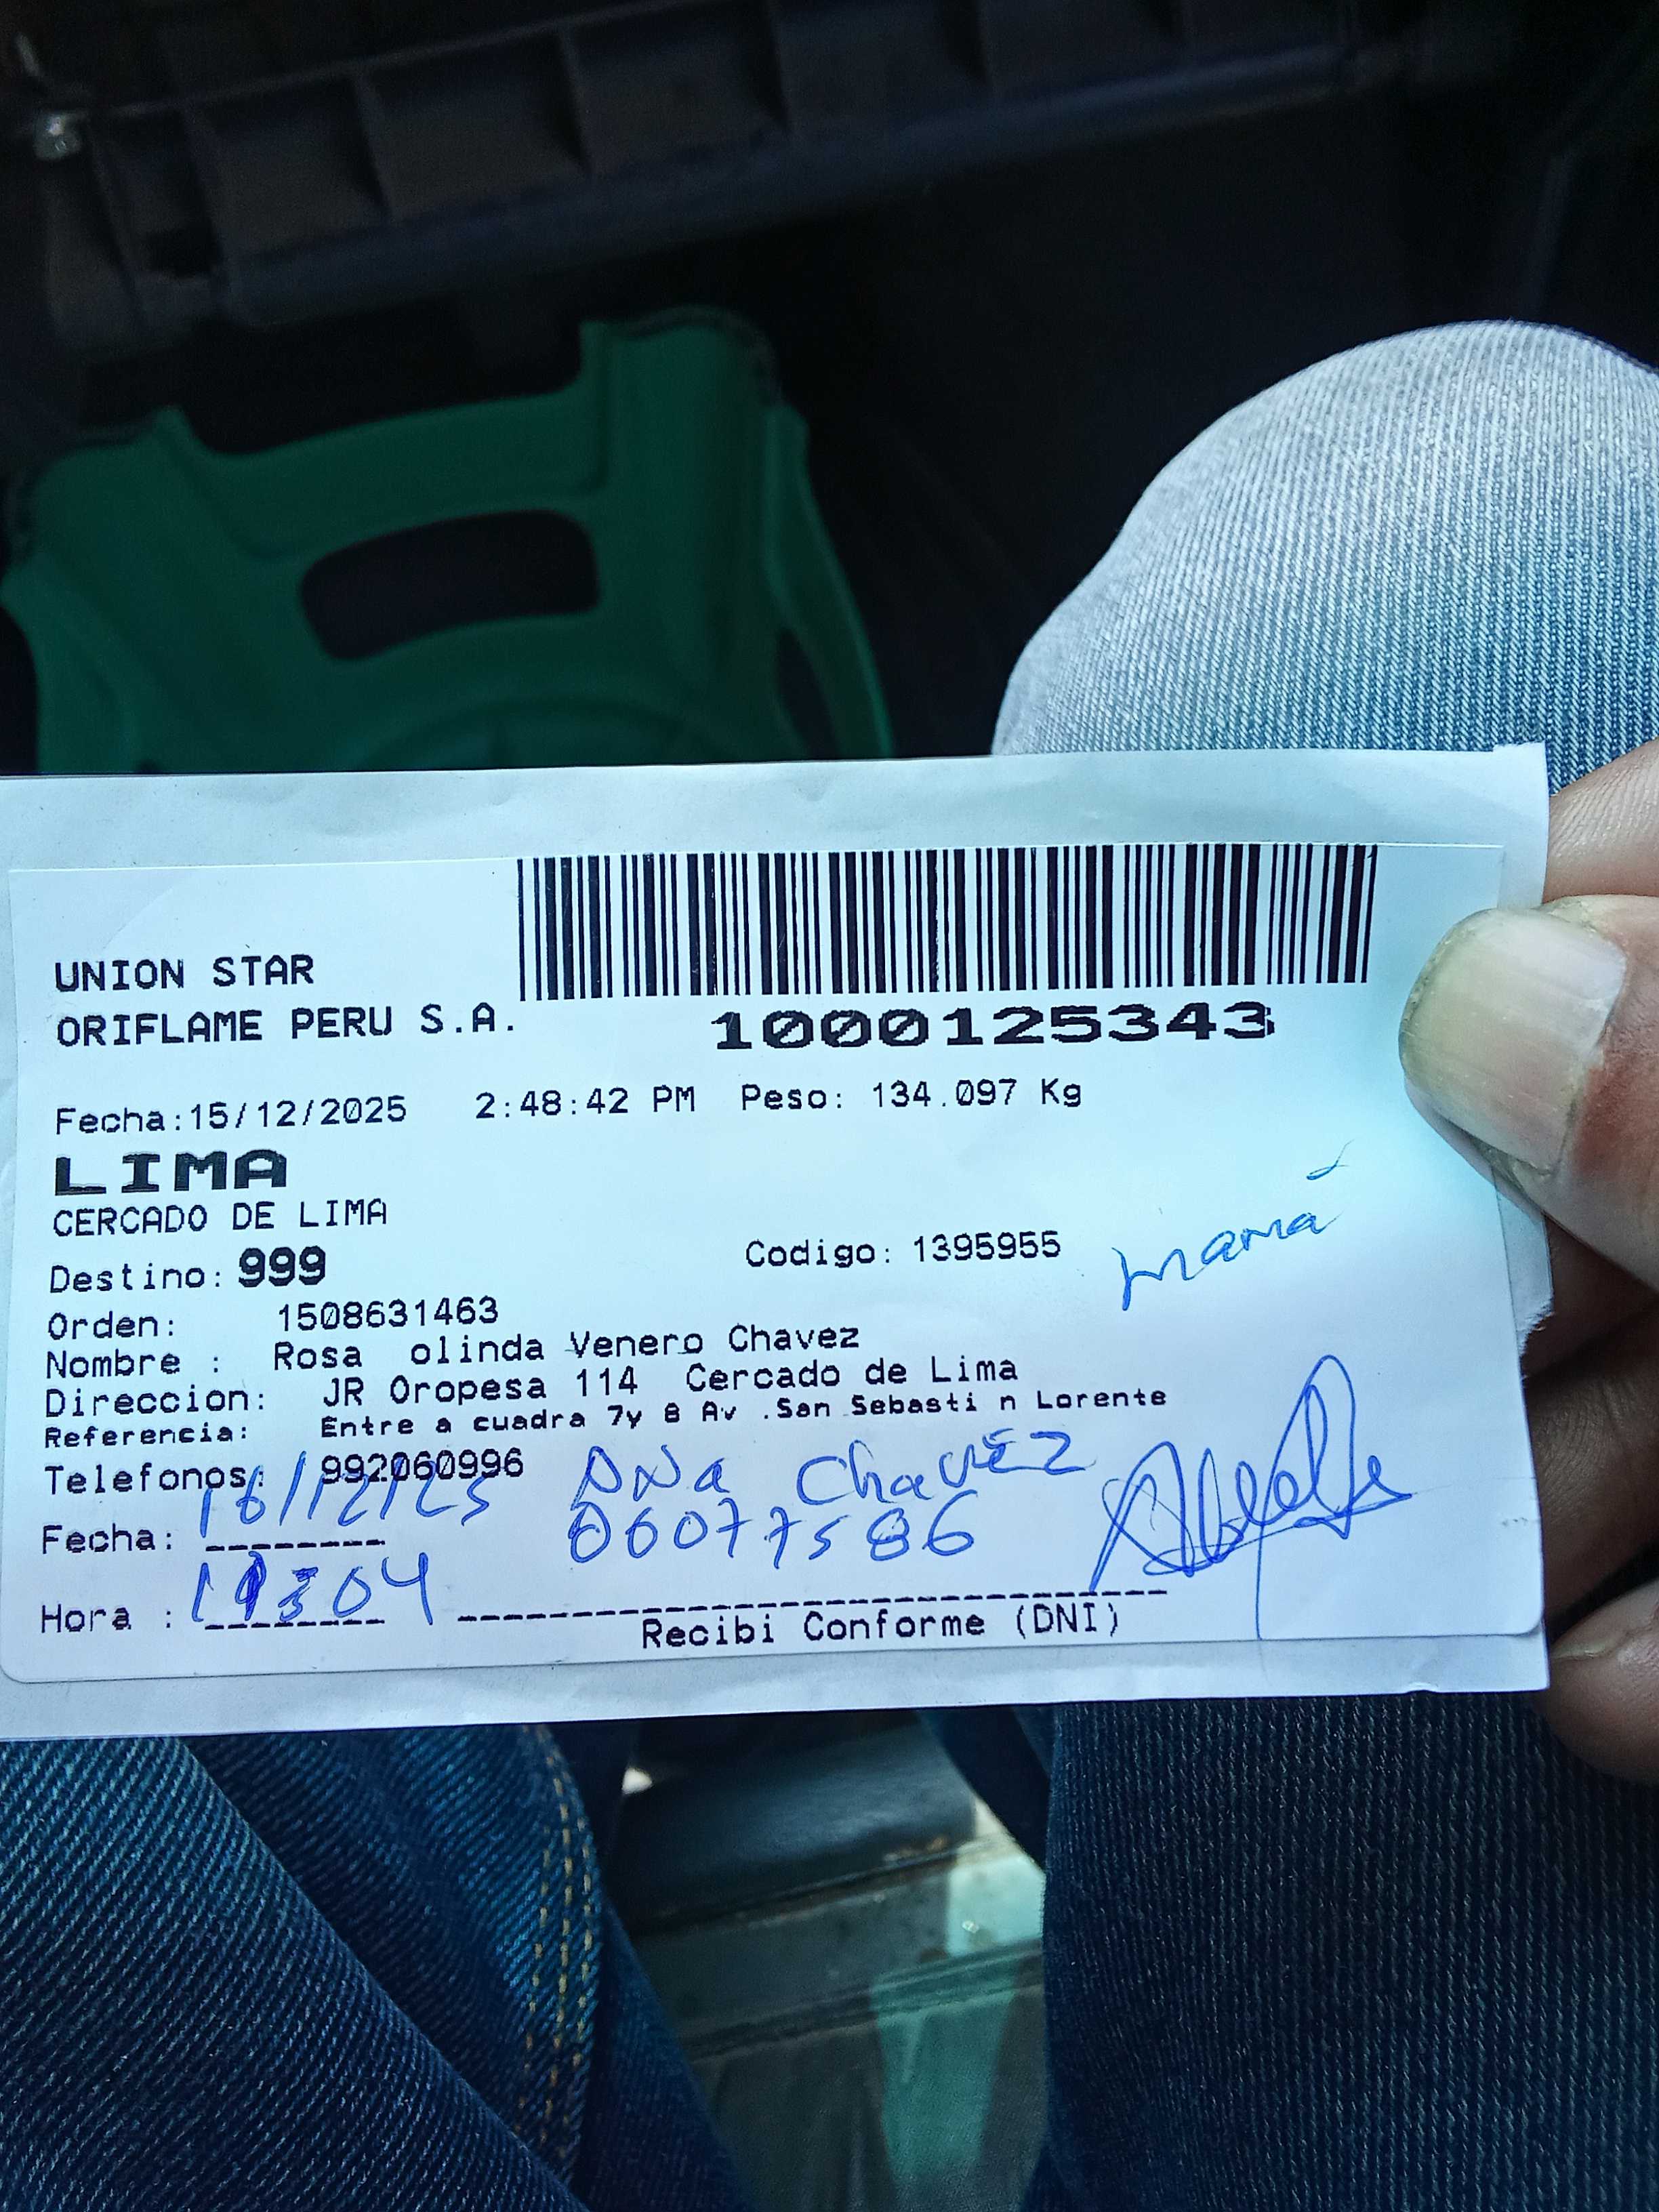 UNION STAR
ORIFLAME PERU S.A.
1000125343
Fecha:15/12/2025 2:48:42 PM Peso: 134.097 Kg
LIMA
CERCADO DE LIMA
Destino: 999 Codigo: 1395955 mamá
Orden: 1508631463
Nombre : Rosa olinda Venero Chavez
Direccion: JR Oropesa 114 Cercado de Lima
Referencia: Entre a cuadra 7y 8 Av .San Sebasti n Lorente
Telefonos: 992060996
Fecha: 16/12/25 Chavez
06077586
Hora :
Recibi Conforme (DNI)